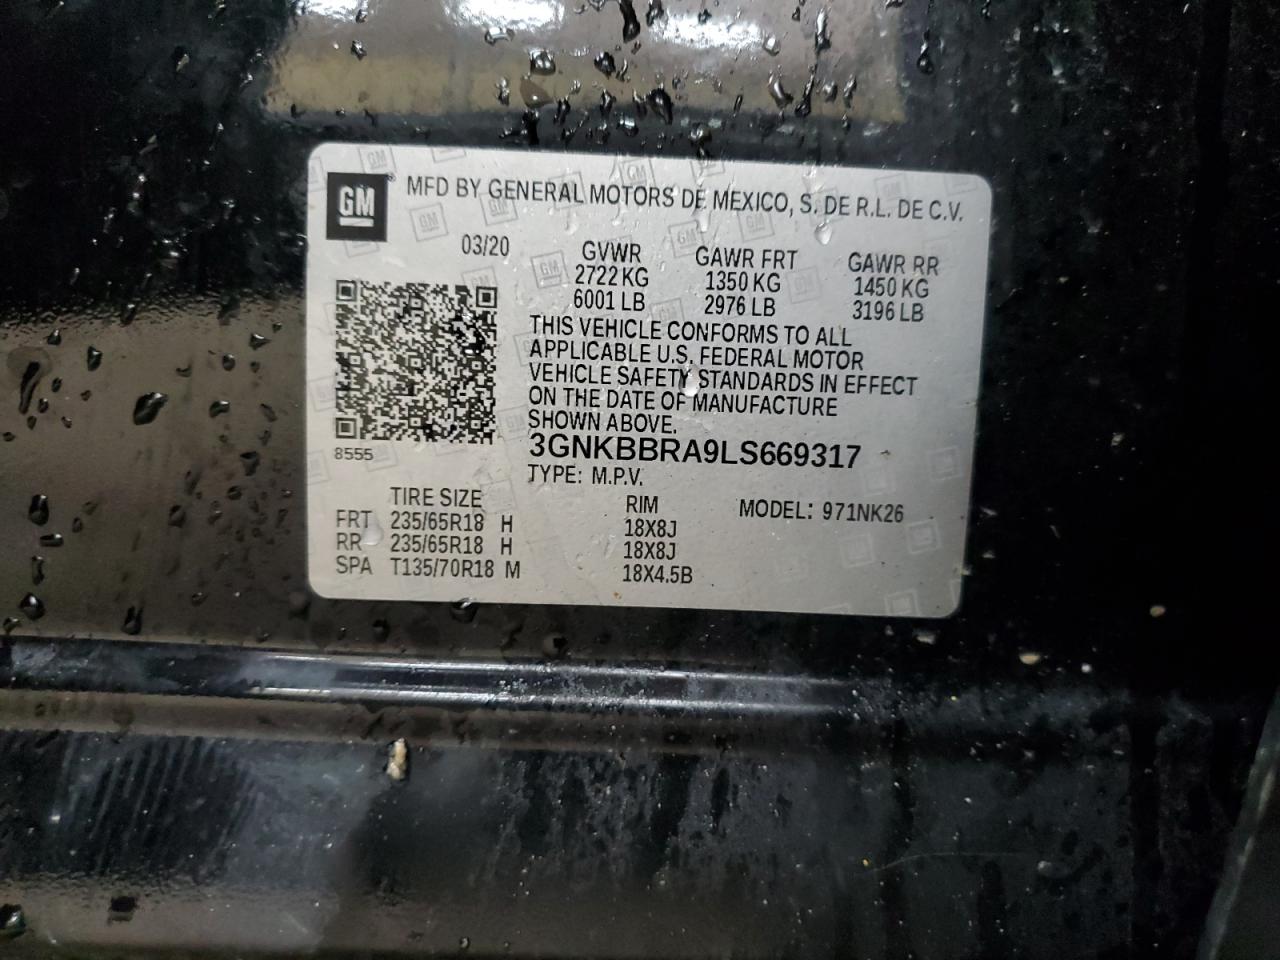 GM
MFD BY GENERAL MOTORS DE MEXICO, S. DE R.L. DE C.V.
03/20
GVWR GAWR FRT GAWR RR
2722 KG 1350 KG 1450 KG
6001 LB 2976 LB 3196 LB
THIS VEHICLE CONFORMS TO ALL
APPLICABLE U.S. FEDERAL MOTOR
VEHICLE SAFETY STANDARDS IN EFFECT
ON THE DATE OF MANUFACTURE
SHOWN ABOVE.
3GNKBBRA9LS669317
8555
TYPE: M.P.V.
TIRE SIZE RIM MODEL: 971NK26
FRT 235/65R18 H 18X8J
RR 235/65R18 H 18X8J
SPA T135/70R18 M 18X4.5B